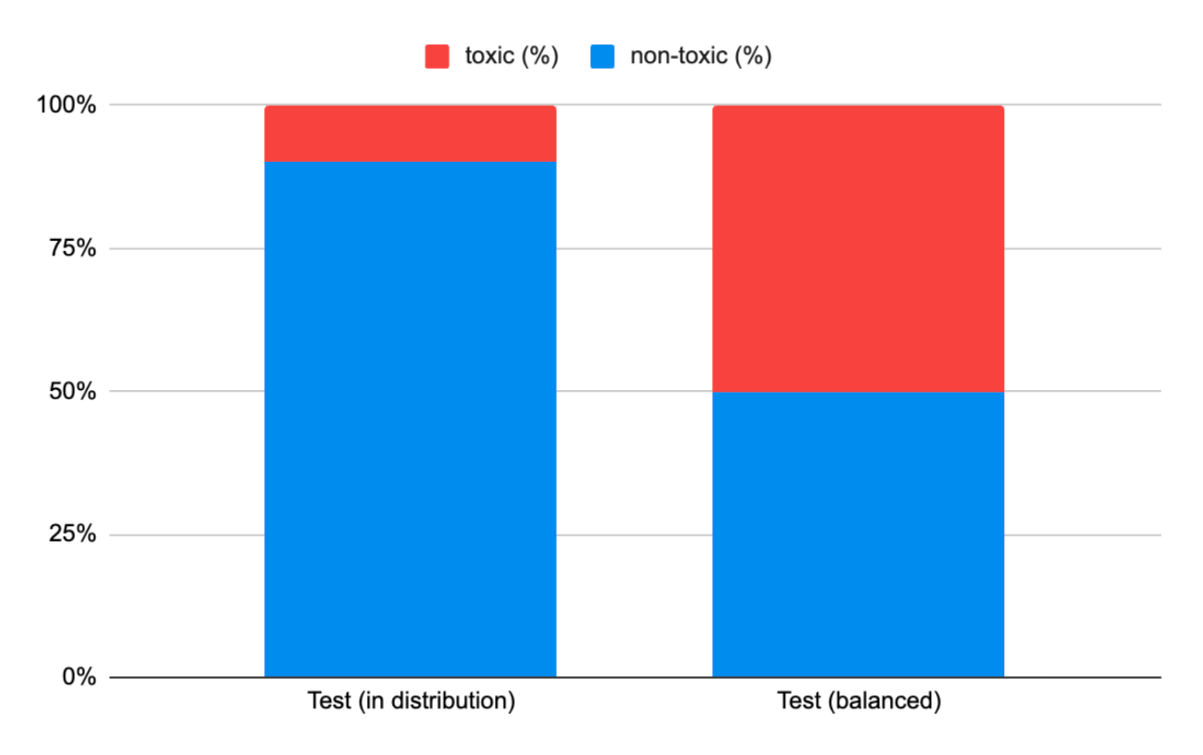 toxic (%) non-toxic (%)
100%
75%
50%
25%
0%
Test (in distribution) Test (balanced)